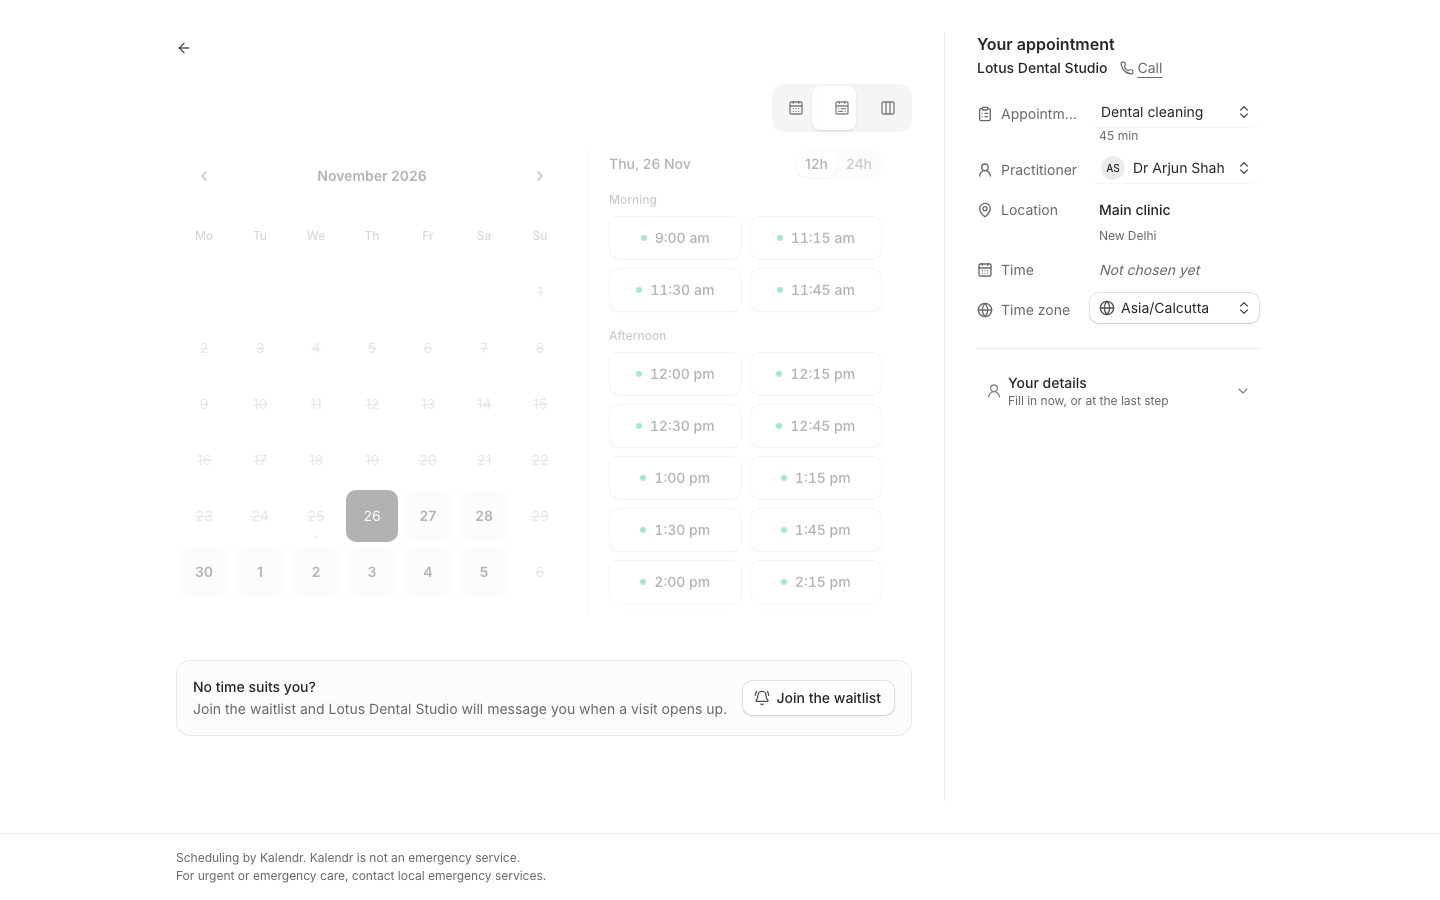 November 2026
Mo Tu We Th Fr Sa Su
1
2 3 4 5 6 7 8
9 10 11 12 13 14 15
16 17 18 19 20 21 22
23 24 25 26 27 28 29
30 1 2 3 4 5 6
Thu, 26 Nov 12h 24h
Morning
9:00 am 11:15 am
11:30 am 11:45 am
Afternoon
12:00 pm 12:15 pm
12:30 pm 12:45 pm
1:00 pm 1:15 pm
1:30 pm 1:45 pm
2:00 pm 2:15 pm
No time suits you?
Join the waitlist and Lotus Dental Studio will message you when a visit opens up.
Join the waitlist
Your appointment
Lotus Dental Studio Call
Appointm... Dental cleaning
45 min
Practitioner AS Dr Arjun Shah
Location Main clinic
New Delhi
Time Not chosen yet
Time zone Asia/Calcutta
Your details
Fill in now, or at the last step
Scheduling by Kalendr. Kalendr is not an emergency service.
For urgent or emergency care, contact local emergency services.